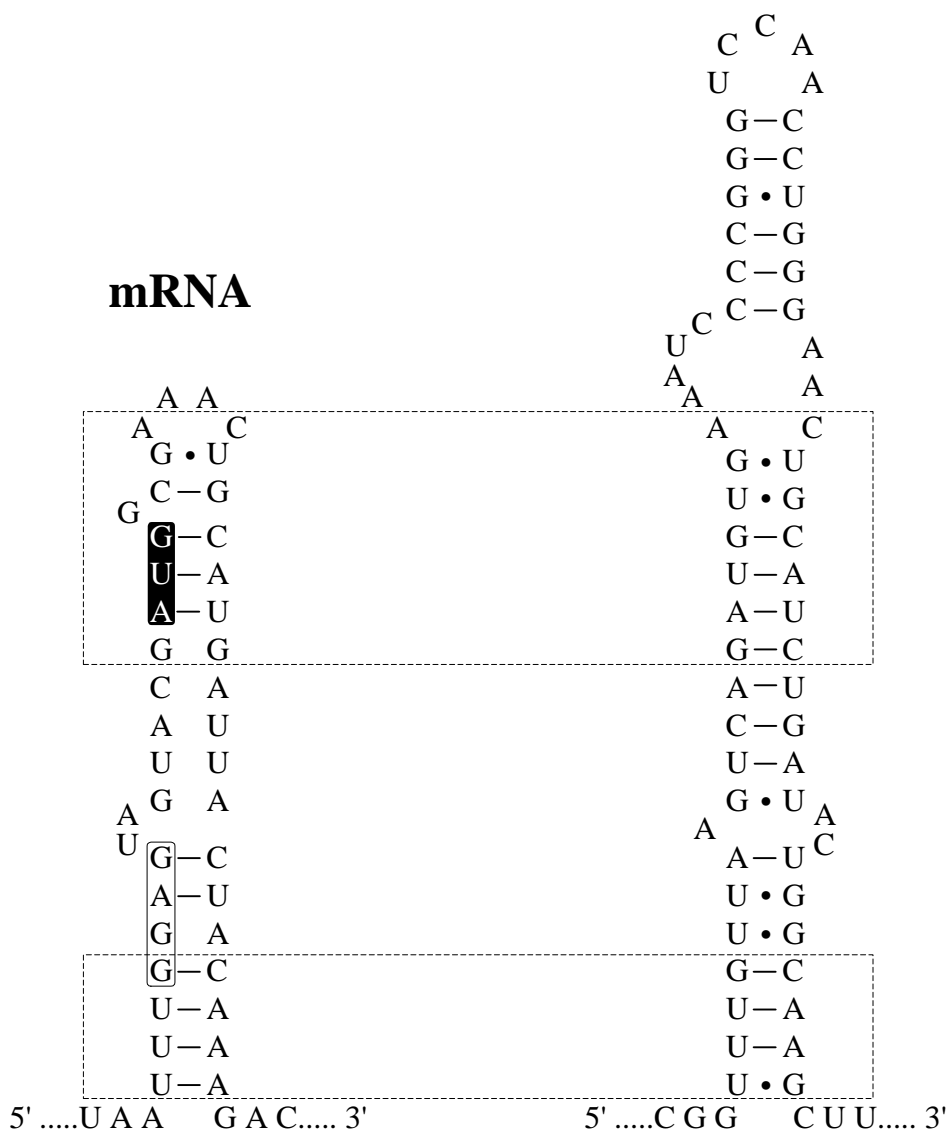 C
C A
U A
G–C
G–C
G•U
C–G
C–G
mRNA
C–G
C
U A
A A
A A A
A C A C
G•U G•U
C–G U•G
G
G–C G–C
U–A U–A
A–U A–U
G G G–C
C A A–U
A U C–G
U U U–A
G A G•U
A A
A
U C
G–C A–U
A–U U•G
G A U•G
G–C G–C
U–A U–A
U–A U–A
U–A U•G
5' .....U A A G A C..... 3' 5' .....C G G C U U..... 3'